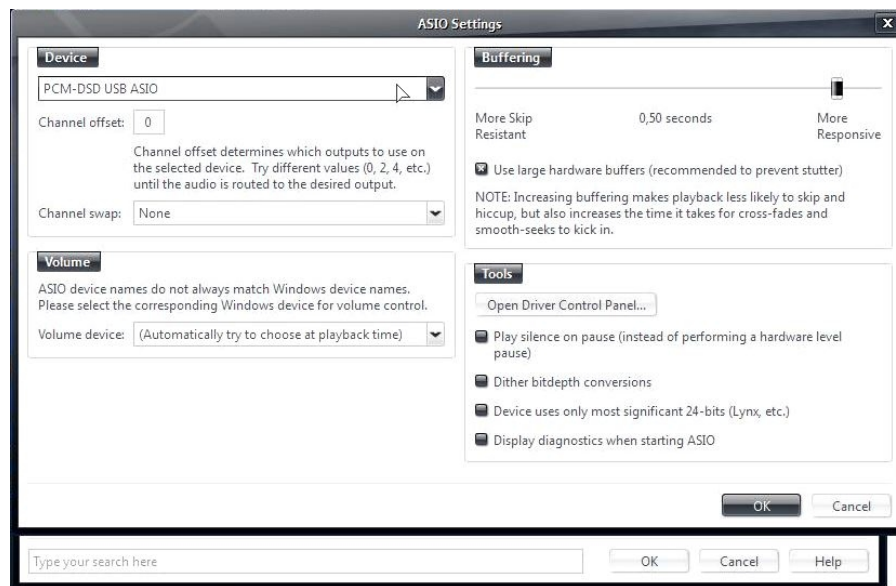 ASIO Settings
X
Device
PCM-DSD USB ASIO
Channel offset: 0
Channel offset determines which outputs to use on
the selected device. Try different values (0, 2, 4, etc.)
until the audio is routed to the desired output.
Channel swap: None
Volume
ASIO device names do not always match Windows device names.
Please select the corresponding Windows device for volume control.
Volume device: (Automatically try to choose at playback time)
Buffering
More Skip
Resistant
0,50 seconds
More
Responsive
Use large hardware buffers (recommended to prevent stutter)
NOTE: Increasing buffering makes playback less likely to skip and
hiccup, but also increases the time it takes for cross-fades and
smooth-seeks to kick in.
Tools
Open Driver Control Panel...
Play silence on pause (instead of performing a hardware level
pause)
Dither bitdepth conversions
Device uses only most significant 24-bits (Lynx, etc.)
Display diagnostics when starting ASIO
OK
Cancel
Type your search here
OK
Cancel
Help